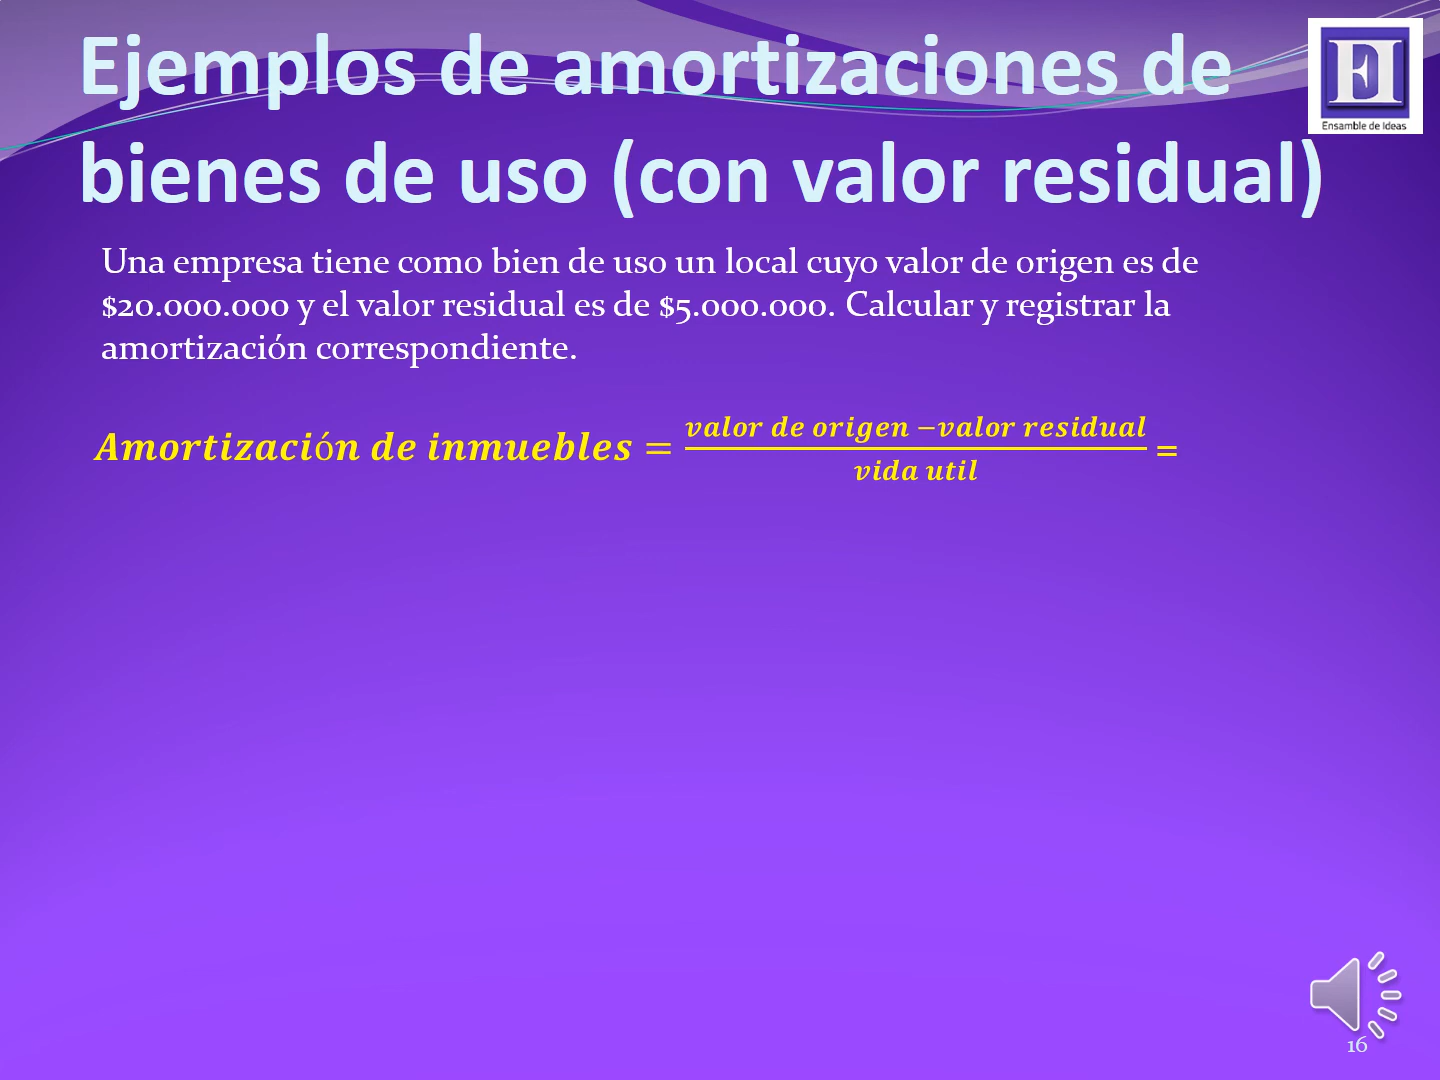 Ejemplos de amortizaciones de
bienes de uso (con valor residual)
EI
Ensamble de Ideas
Una empresa tiene como bien de uso un local cuyo valor de origen es de
$20.000.000 y el valor residual es de $5.000.000. Calcular y registrar la
amortización correspondiente.
Amortización de inmuebles = valor de origen −valor residual =
vida util
16